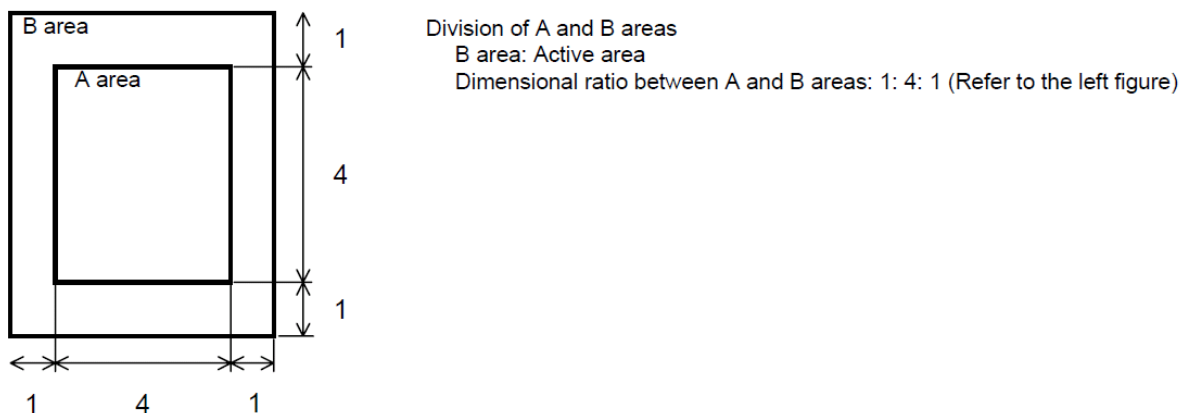 B area
A area
1
4
1
1
4
1
Division of A and B areas
B area: Active area
Dimensional ratio between A and B areas: 1: 4: 1 (Refer to the left figure)